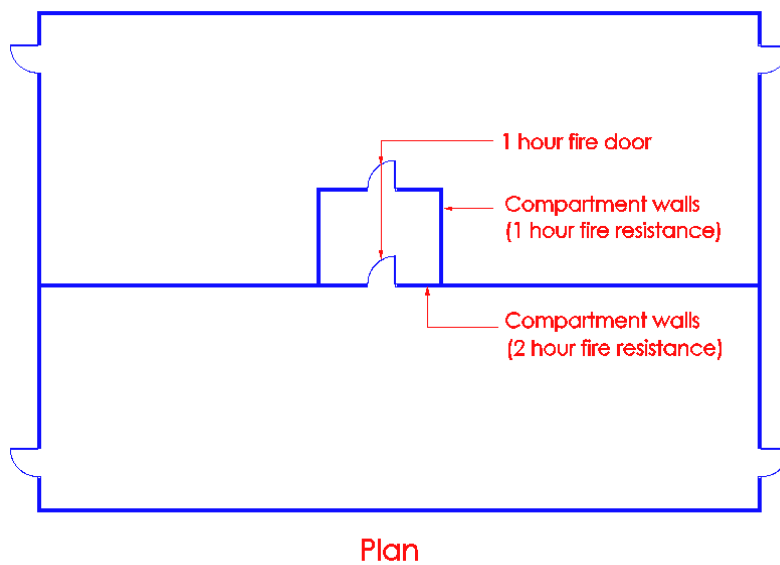 1 hour fire door
Compartment walls
(1 hour fire resistance)
Compartment walls
(2 hour fire resistance)
Plan